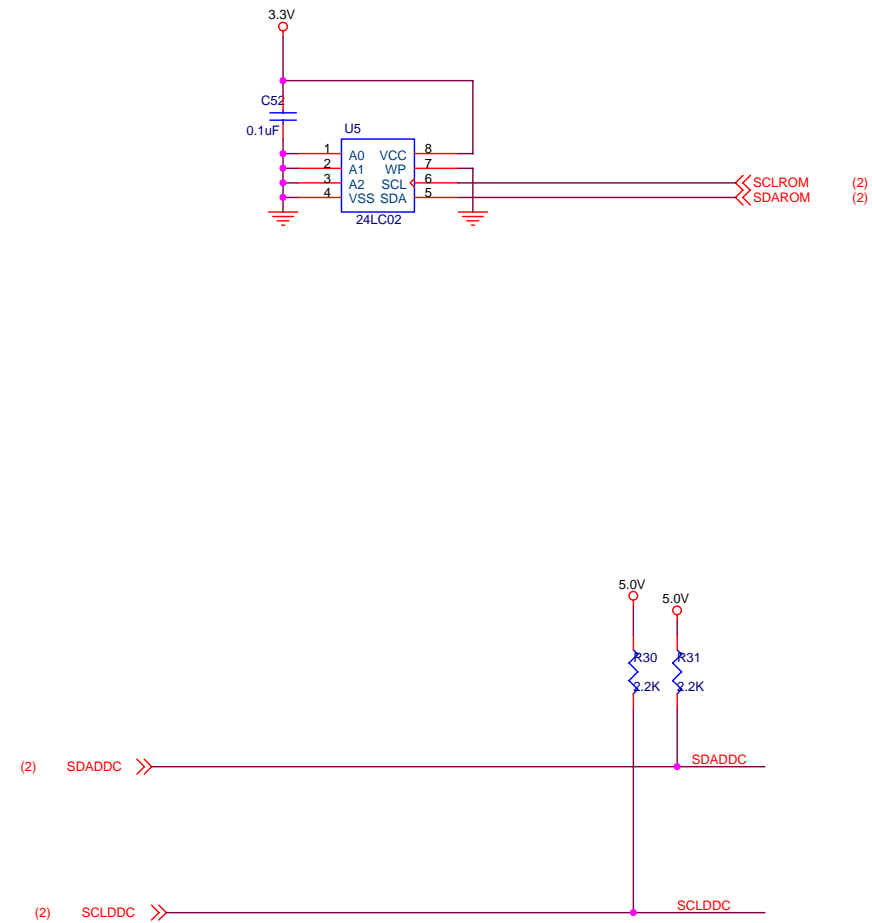 3.3V
C52
0.1uF
U5
1 A0 VCC 8
2 A1 WP 7
3 A2 SCL 6
4 VSS SDA 5
24LC02
SCLROM (2)
SDAROM (2)
5.0V
5.0V
R30 R31
2.2K 2.2K
(2) SDADDC SDADDC
(2) SCLDDC SCLDDC